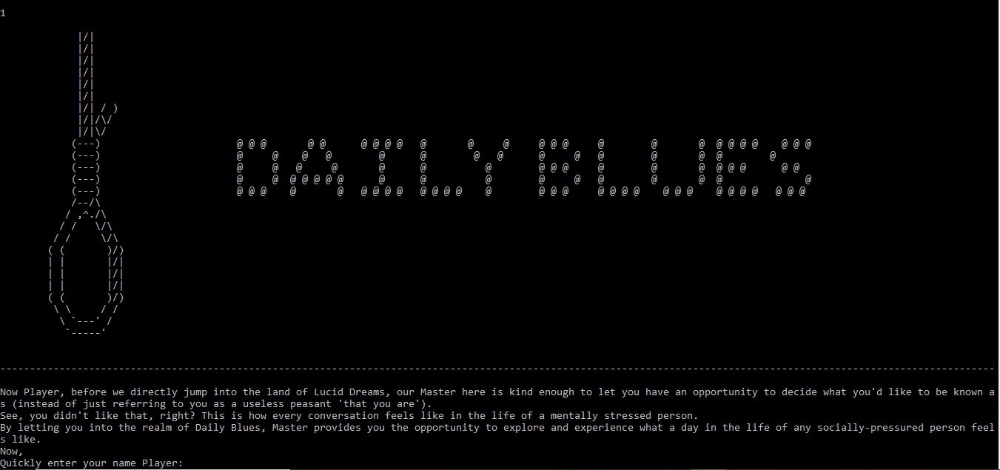 1
DAILY BLUES
Now Player, before we directly jump into the land of Lucid Dreams, our Master here is kind enough to let you have an opportunity to decide what you'd like to be known a
s (instead of just referring to you as a useless peasant 'that you are').
See, you didn't like that, right? This is how every conversation feels like in the life of a mentally stressed person.
By letting you into the realm of Daily Blues, Master provides you the opportunity to explore and experience what a day in the life of any socially-pressured person feel
s like.
Now,
Quickly enter your name Player: